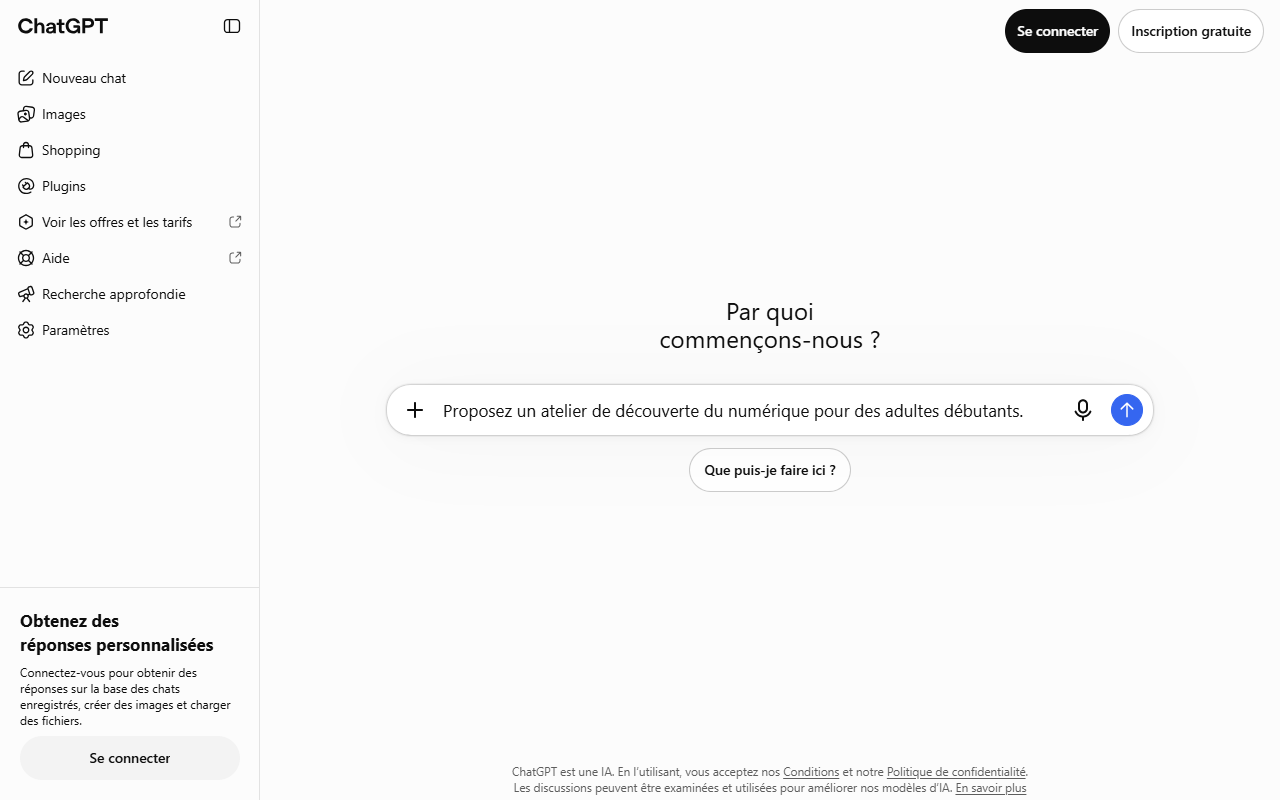 ChatGPT
Nouveau chat
Images
Shopping
Plugins
Voir les offres et les tarifs
Aide
Recherche approfondie
Paramètres
Obtenez des
réponses personnalisées
Connectez-vous pour obtenir des
réponses sur la base des chats
enregistrés, créer des images et charger
des fichiers.
Se connecter
Se connecter
Inscription gratuite
Par quoi
commençons-nous ?
Proposez un atelier de découverte du numérique pour des adultes débutants.
Que puis-je faire ici ?
ChatGPT est une IA. En l’utilisant, vous acceptez nos Conditions et notre Politique de confidentialité.
Les discussions peuvent être examinées et utilisées pour améliorer nos modèles d’IA. En savoir plus